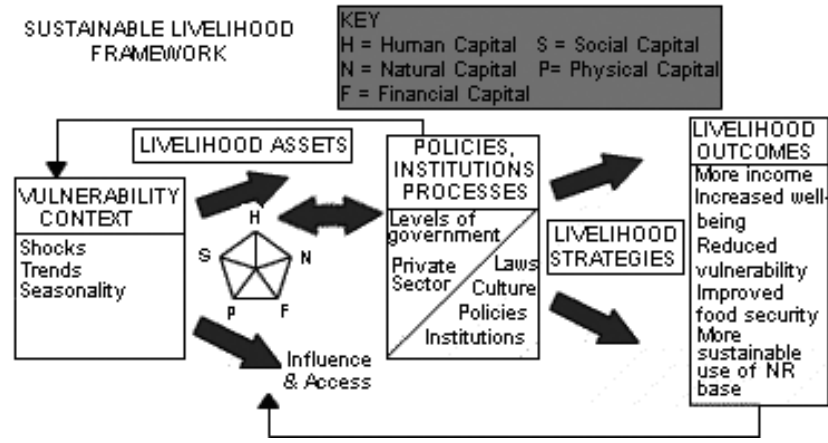 SUSTAINABLE LIVELIHOOD
FRAMEWORK
KEY
H = Human Capital S = Social Capital
N = Natural Capital P= Physical Capital
F = Financial Capital
LIVELIHOOD ASSETS
VULNERABILITY
CONTEXT
Shocks
Trends
Seasonality
H
S
N
P
F
Influence
& Access
POLICIES,
INSTITUTIONS
PROCESSES
Levels of
government
Private
Sector
Laws
Culture
Policies
Institutions
LIVELIHOOD
STRATEGIES
LIVELIHOOD
OUTCOMES
More income
Increased well-
being
Reduced
vulnerability
Improved
food security
More
sustainable
use of NR
base